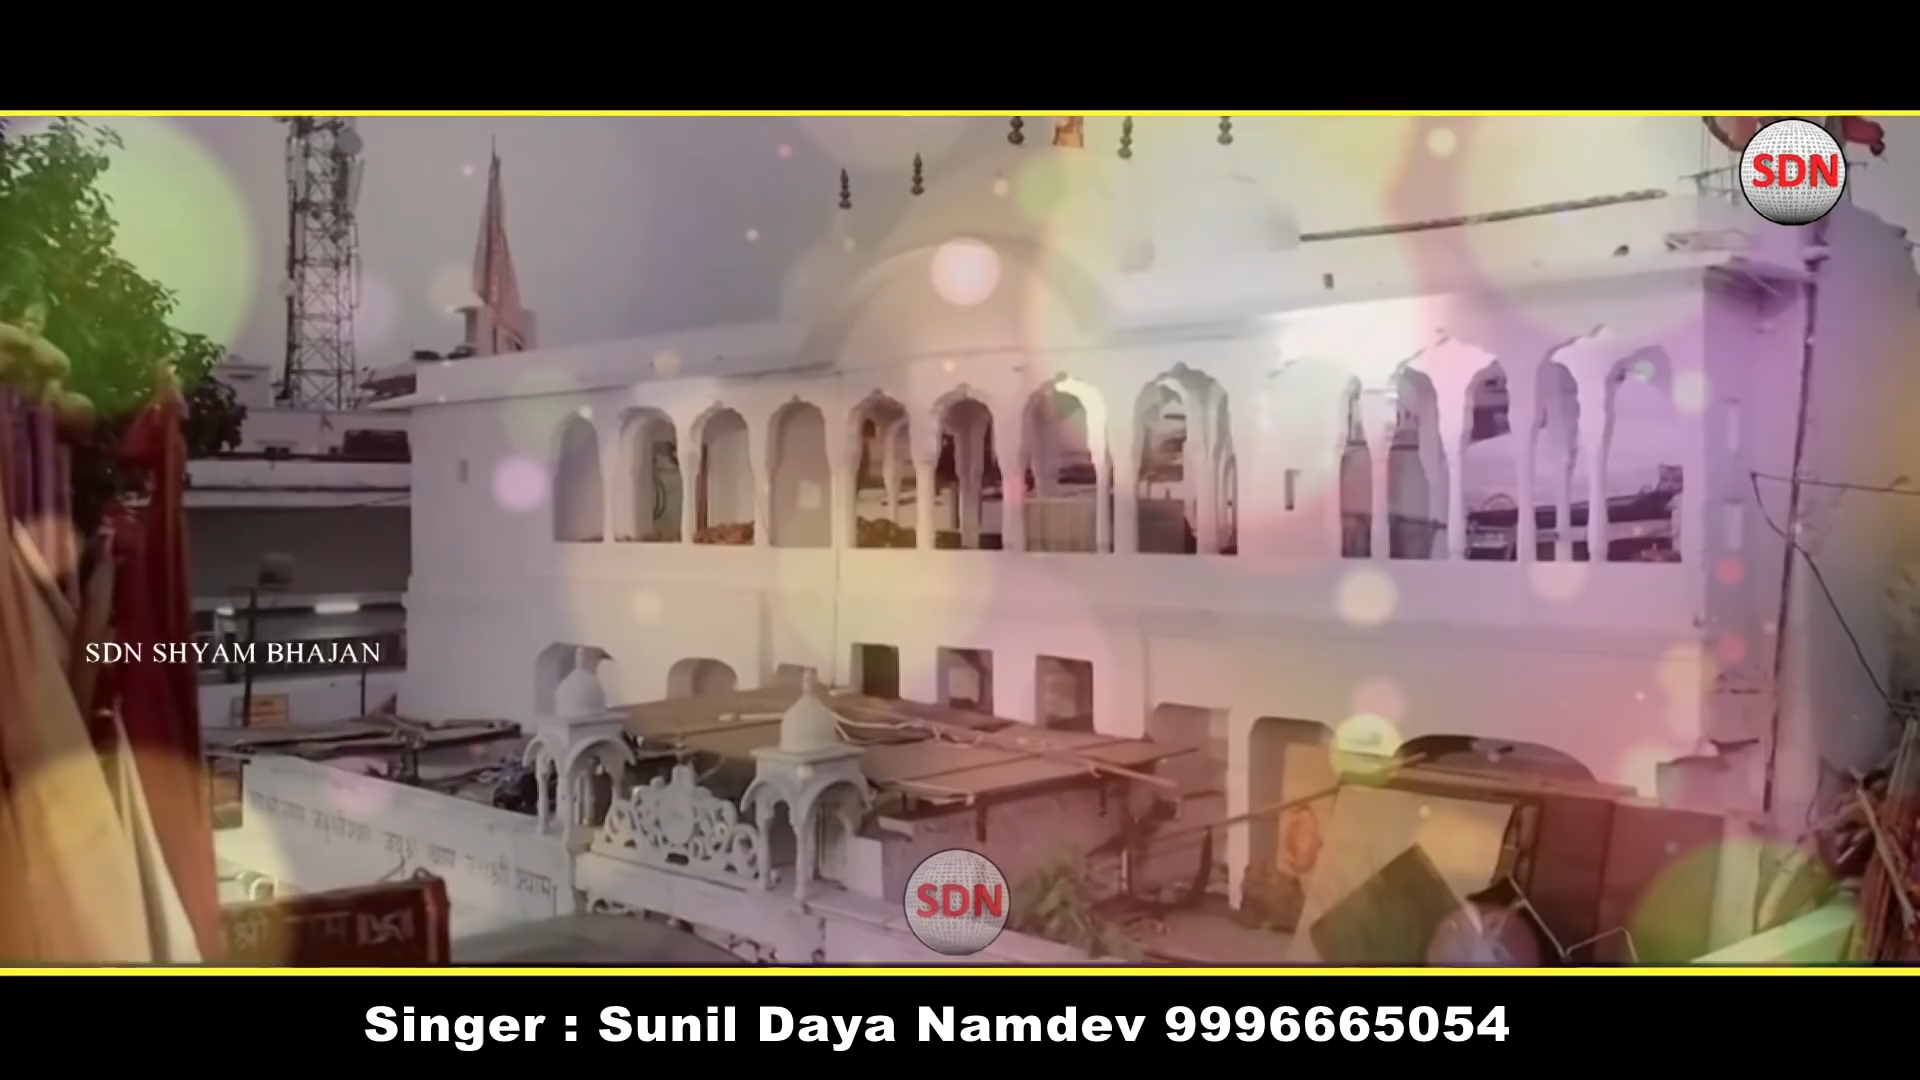 SDN
SDN SHYAM BHAJAN
श्री
SDN
Singer : Sunil Daya Namdev 9996665054